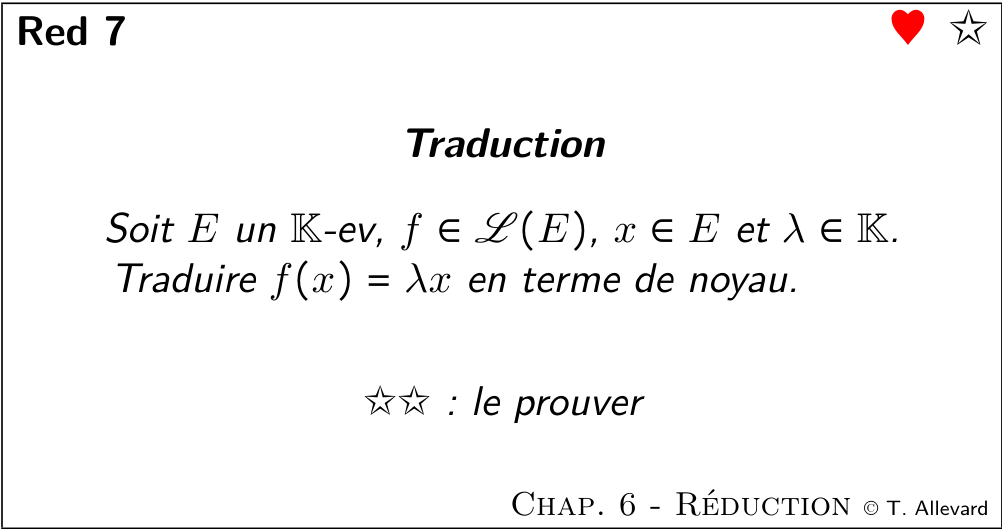 Red 7 ♥ ☆
Traduction
Soit E un 𝕂-ev, f ∈ ℒ(E), x ∈ E et λ ∈ 𝕂.
Traduire f(x) = λx en terme de noyau.
☆☆ : le prouver
Chap. 6 - Réduction © T. Allevard